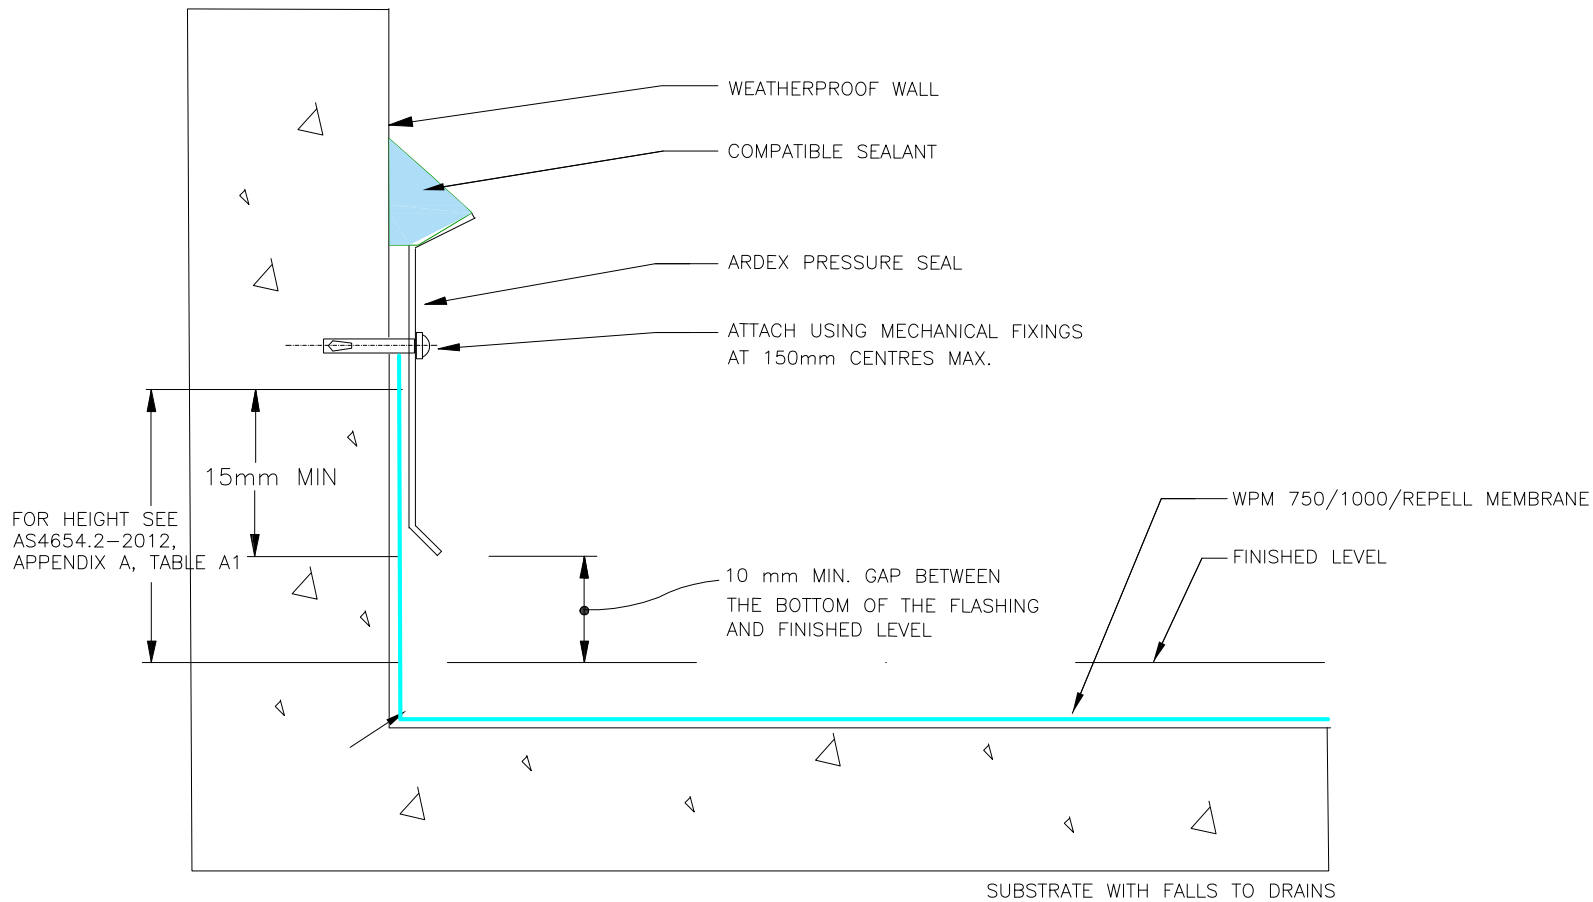 WEATHERPROOF WALL
COMPATIBLE SEALANT
ARDEX PRESSURE SEAL
ATTACH USING MECHANICAL FIXINGS
AT 150mm CENTRES MAX.
15mm MIN
FOR HEIGHT SEE
AS4654.2-2012,
APPENDIX A, TABLE A1
WPM 750/1000/REPELL MEMBRANE
FINISHED LEVEL
10 mm MIN. GAP BETWEEN
THE BOTTOM OF THE FLASHING
AND FINISHED LEVEL
SUBSTRATE WITH FALLS TO DRAINS